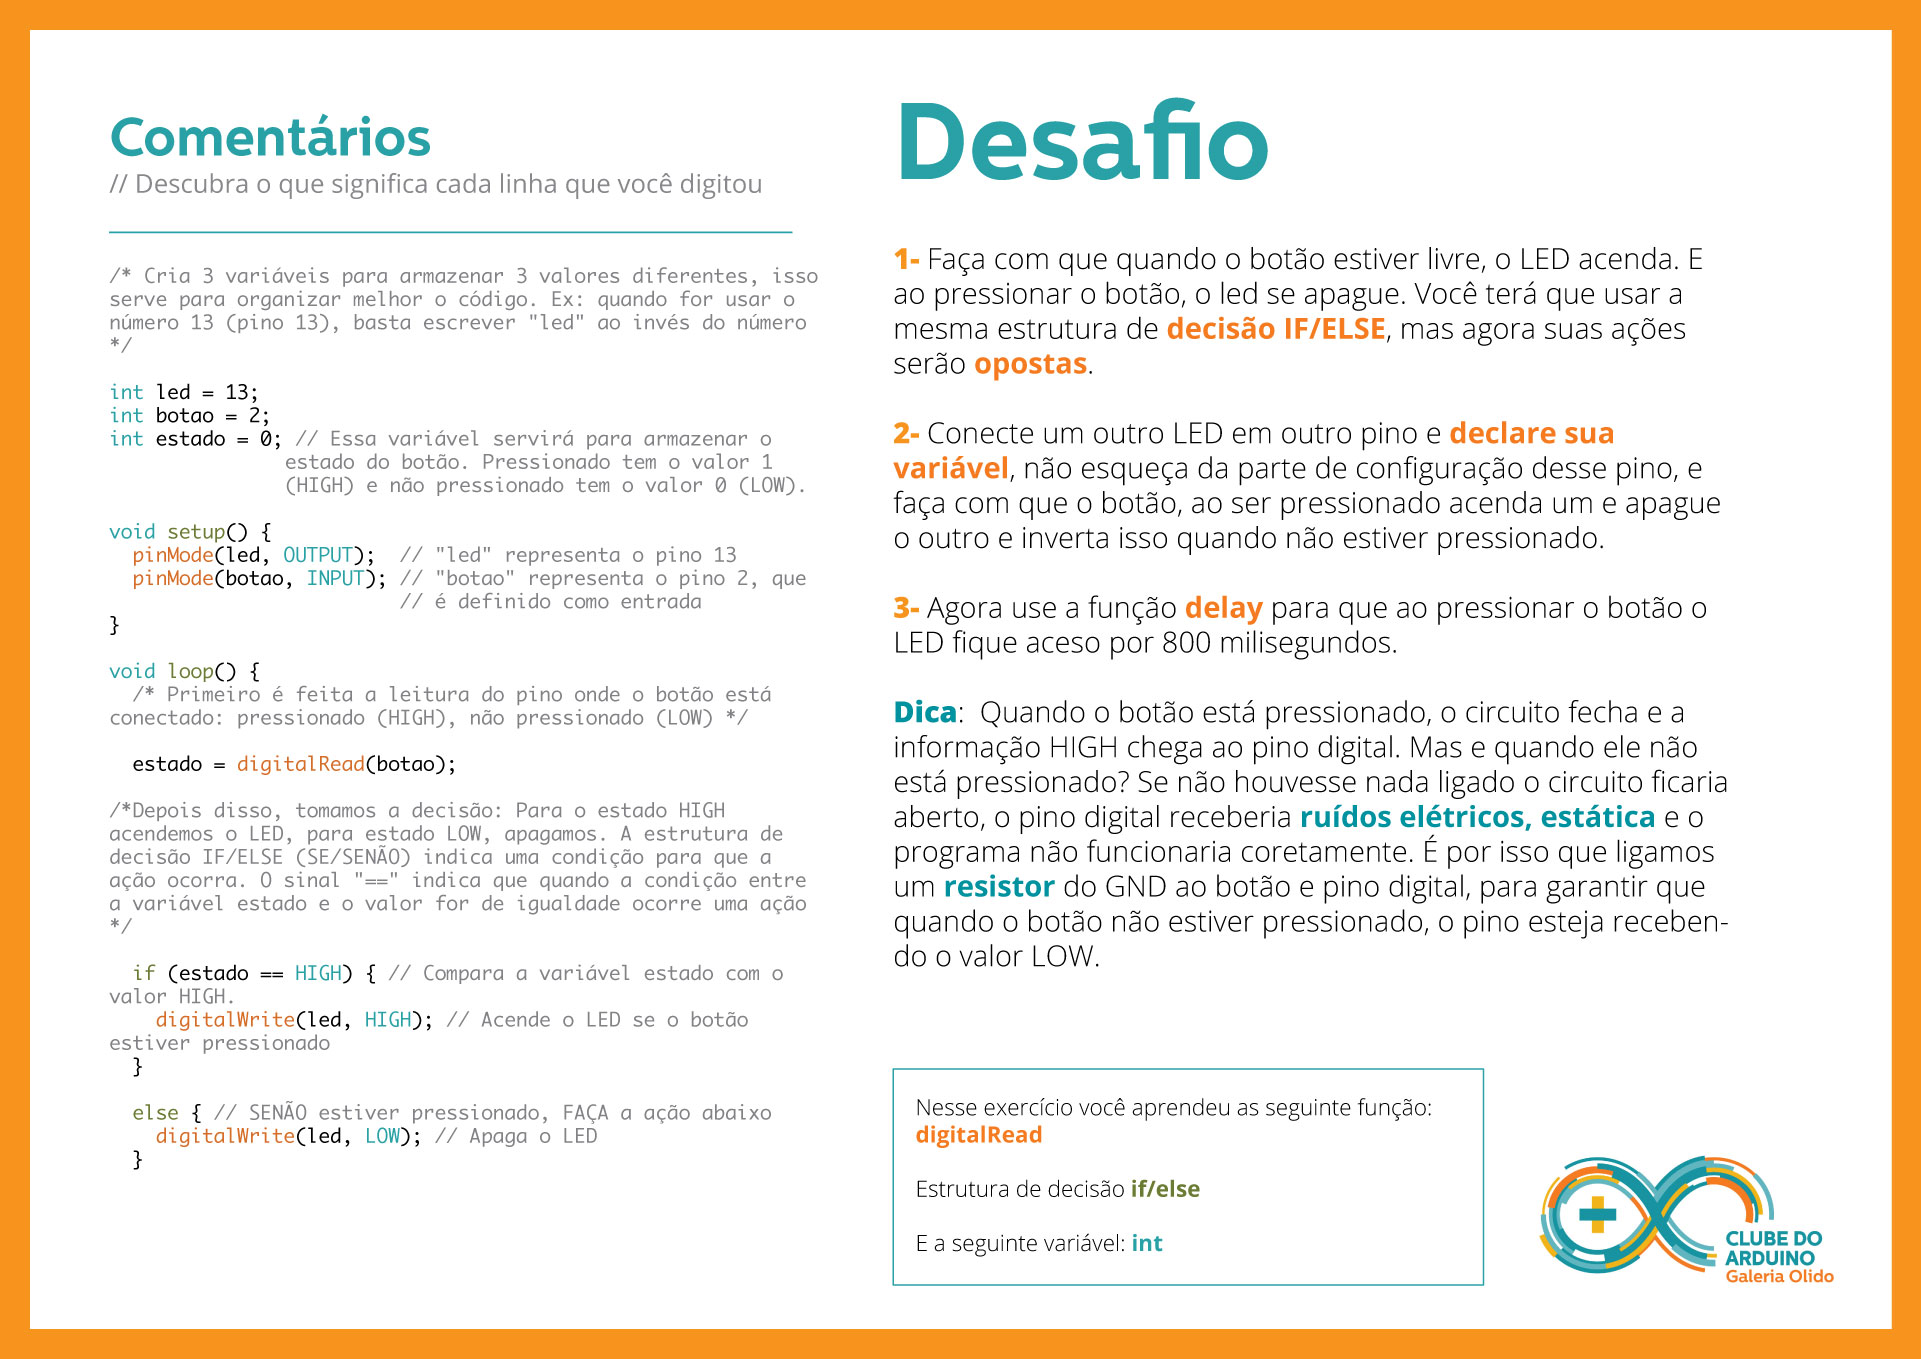 Comentários
// Descubra o que significa cada linha que você digitou
/* Cria 3 variáveis para armazenar 3 valores diferentes, isso
serve para organizar melhor o código. Ex: quando for usar o
número 13 (pino 13), basta escrever "led" ao invés do número
*/
int led = 13;
int botao = 2;
int estado = 0; // Essa variável servirá para armazenar o
estado do botão. Pressionado tem o valor 1
(HIGH) e não pressionado tem o valor 0 (LOW).
void setup() {
pinMode(led, OUTPUT); // "led" representa o pino 13
pinMode(botao, INPUT); // "botao" representa o pino 2, que
// é definido como entrada
}
void loop() {
/* Primeiro é feita a leitura do pino onde o botão está
conectado: pressionado (HIGH), não pressionado (LOW) */
estado = digitalRead(botao);
/*Depois disso, tomamos a decisão: Para o estado HIGH
acendemos o LED, para estado LOW, apagamos. A estrutura de
decisão IF/ELSE (SE/SENÃO) indica uma condição para que a
ação ocorra. O sinal "==" indica que quando a condição entre
a variável estado e o valor for de igualdade ocorre uma ação
*/
if (estado == HIGH) { // Compara a variável estado com o
valor HIGH.
digitalWrite(led, HIGH); // Acende o LED se o botão
estiver pressionado
}
else { // SENÃO estiver pressionado, FAÇA a ação abaixo
digitalWrite(led, LOW); // Apaga o LED
}
Desafio
1- Faça com que quando o botão estiver livre, o LED acenda. E
ao pressionar o botão, o led se apague. Você terá que usar a
mesma estrutura de decisão IF/ELSE, mas agora suas ações
serão opostas.
2- Conecte um outro LED em outro pino e declare sua
variável, não esqueça da parte de configuração desse pino, e
faça com que o botão, ao ser pressionado acenda um e apague
o outro e inverta isso quando não estiver pressionado.
3- Agora use a função delay para que ao pressionar o botão o
LED fique aceso por 800 milisegundos.
Dica: Quando o botão está pressionado, o circuito fecha e a
informação HIGH chega ao pino digital. Mas e quando ele não
está pressionado? Se não houvesse nada ligado o circuito ficaria
aberto, o pino digital receberia ruídos elétricos, estática e o
programa não funcionaria coretamente. É por isso que ligamos
um resistor do GND ao botão e pino digital, para garantir que
quando o botão não estiver pressionado, o pino esteja receben-
do o valor LOW.
Nesse exercício você aprendeu as seguinte função:
digitalRead
Estrutura de decisão if/else
E a seguinte variável: int
CLUBE DO
ARDUINO
Galeria Olido